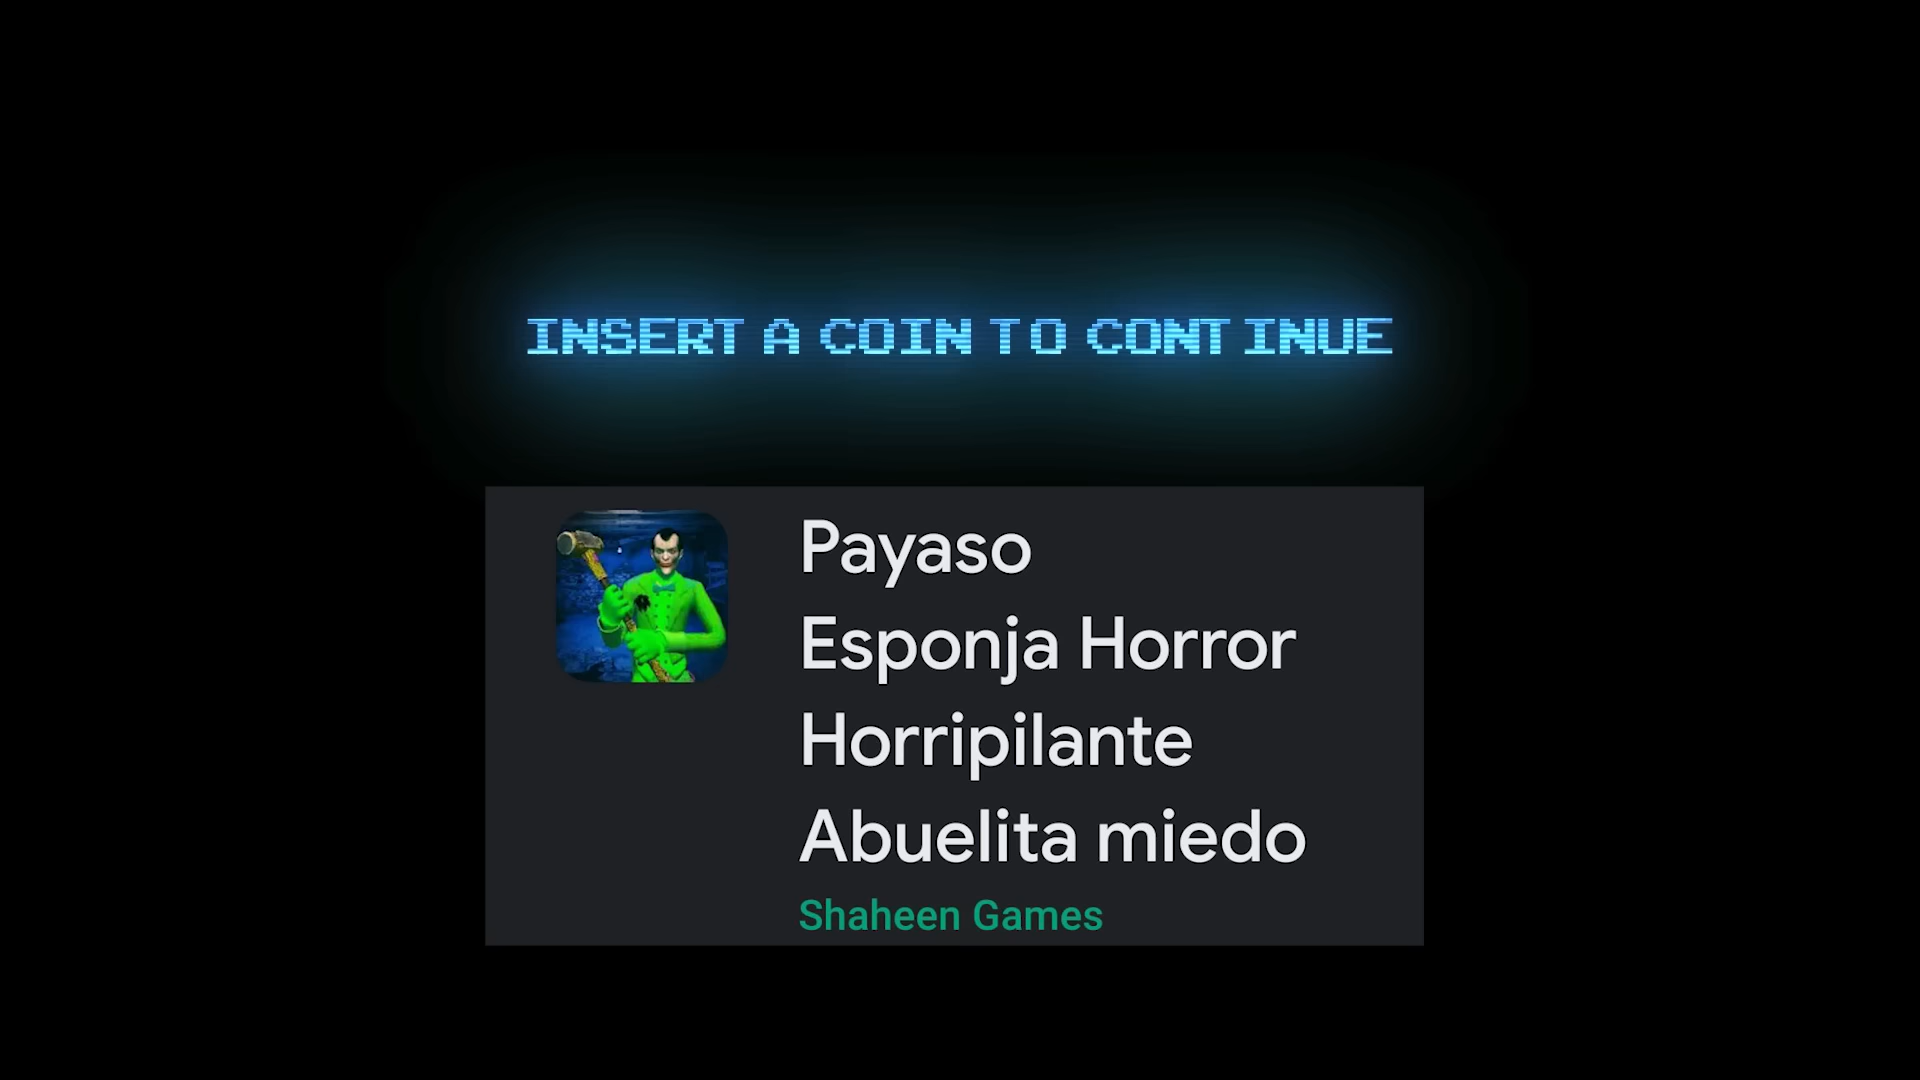 INSERT A COIN TO CONTINUE
Payaso
Esponja Horror
Horripilante
Abuelita miedo
Shaheen Games